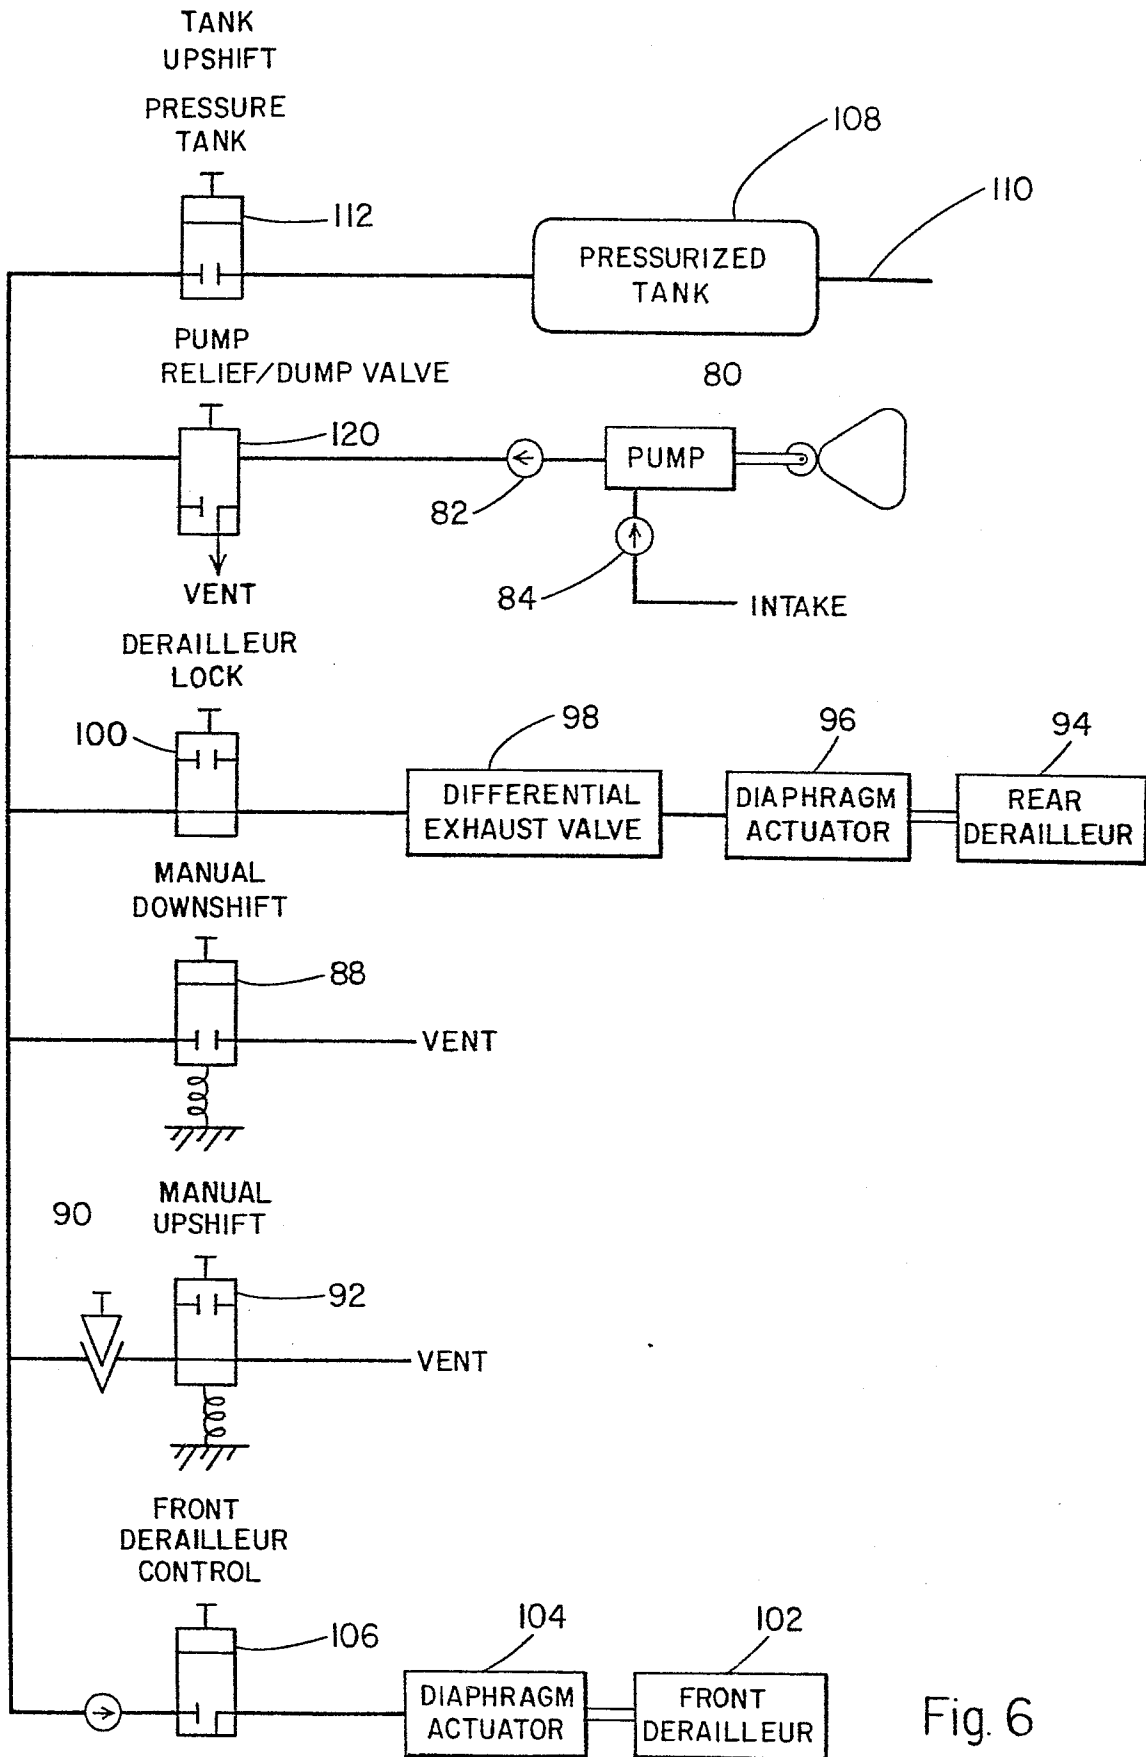 TANK
UPSHIFT
PRESSURE
TANK
108
110
112
PRESSURIZED
TANK
PUMP
RELIEF/DUMP VALVE
80
120
PUMP
82
84
VENT
INTAKE
DERAILLEUR
LOCK
100
98
96
94
DIFFERENTIAL
EXHAUST VALVE
DIAPHRAGM
ACTUATOR
REAR
DERAILLEUR
MANUAL
DOWNSHIFT
88
VENT
90
MANUAL
UPSHIFT
92
VENT
FRONT
DERAILLEUR
CONTROL
106
104
102
DIAPHRAGM
ACTUATOR
FRONT
DERAILLEUR
Fig. 6